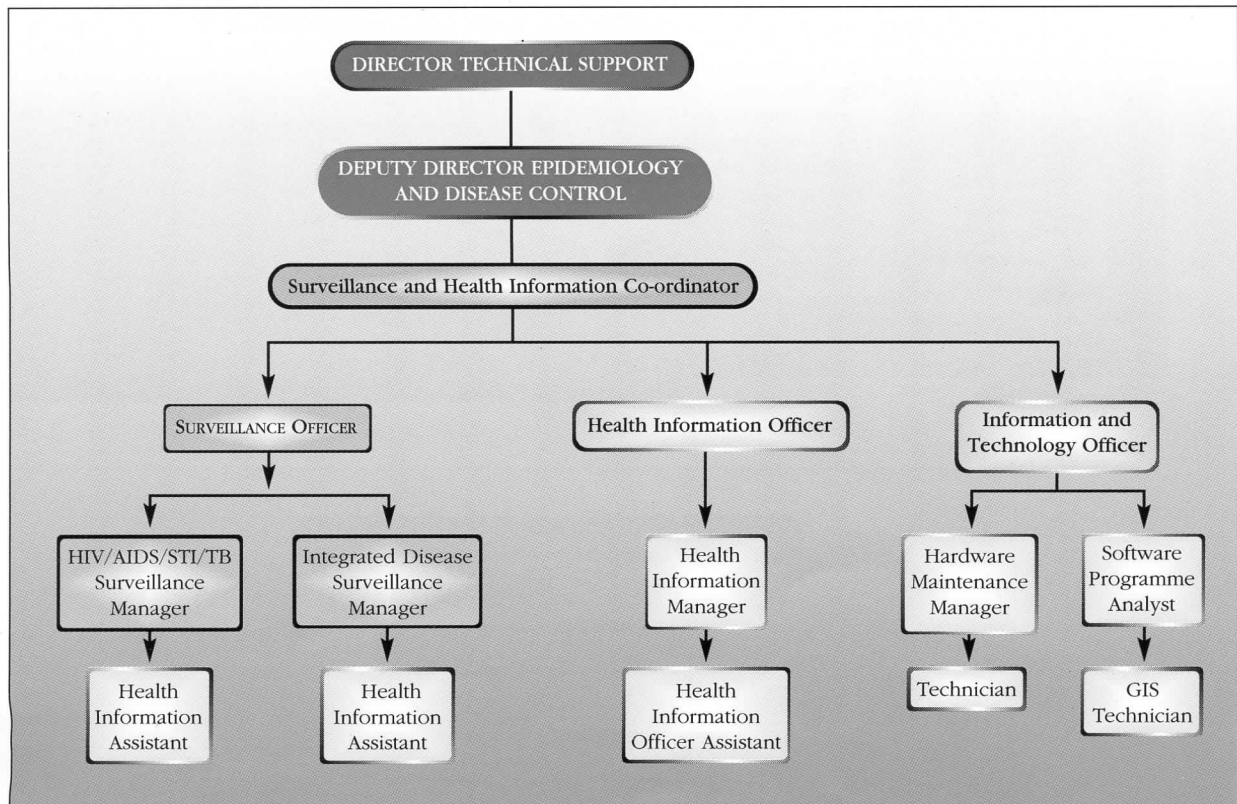 DIRECTOR TECHNICAL SUPPORT
DEPUTY DIRECTOR EPIDEMIOLOGY
AND DISEASE CONTROL
Surveillance and Health Information Co-ordinator
SURVEILLANCE OFFICER
Health Information Officer
Information and
Technology Officer
HIV/AIDS/STI/TB
Surveillance
Manager
Integrated Disease
Surveillance
Manager
Health
Information
Manager
Hardware
Maintenance
Manager
Software
Programme
Analyst
Health
Information
Assistant
Health
Information
Assistant
Health
Information
Officer Assistant
Technician
GIS
Technician